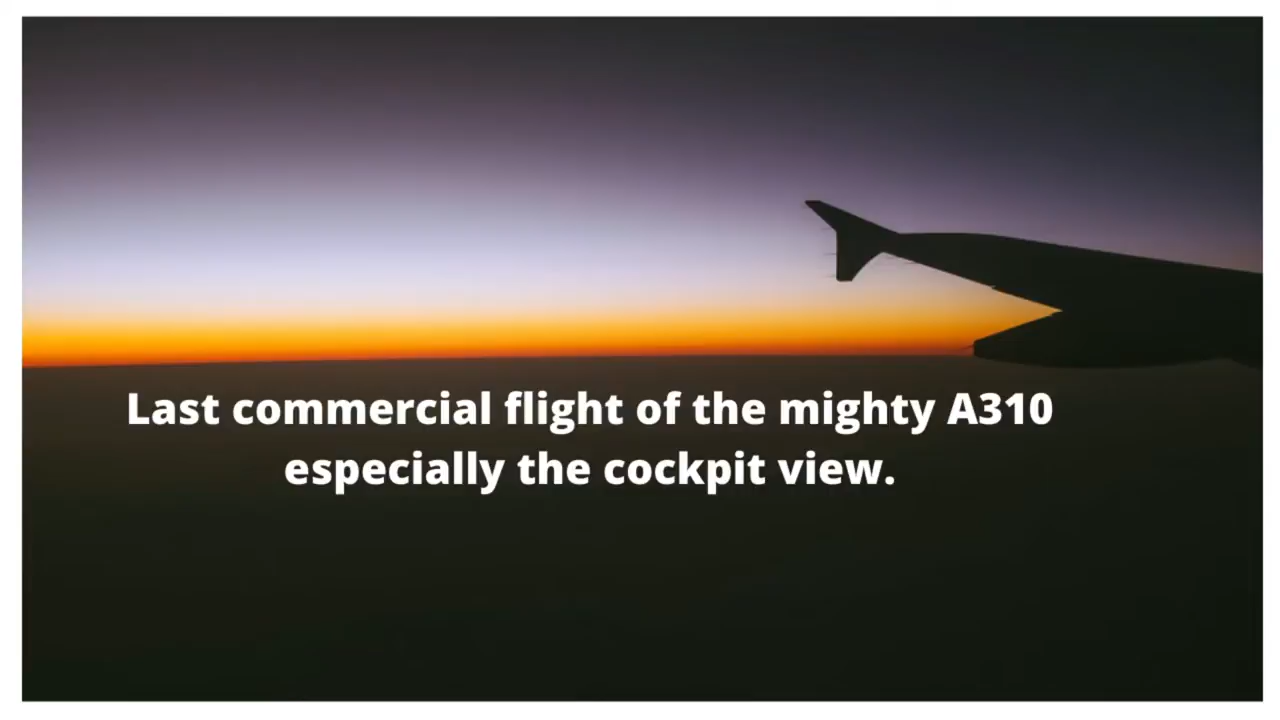 Last commercial flight of the mighty A310
especially the cockpit view.